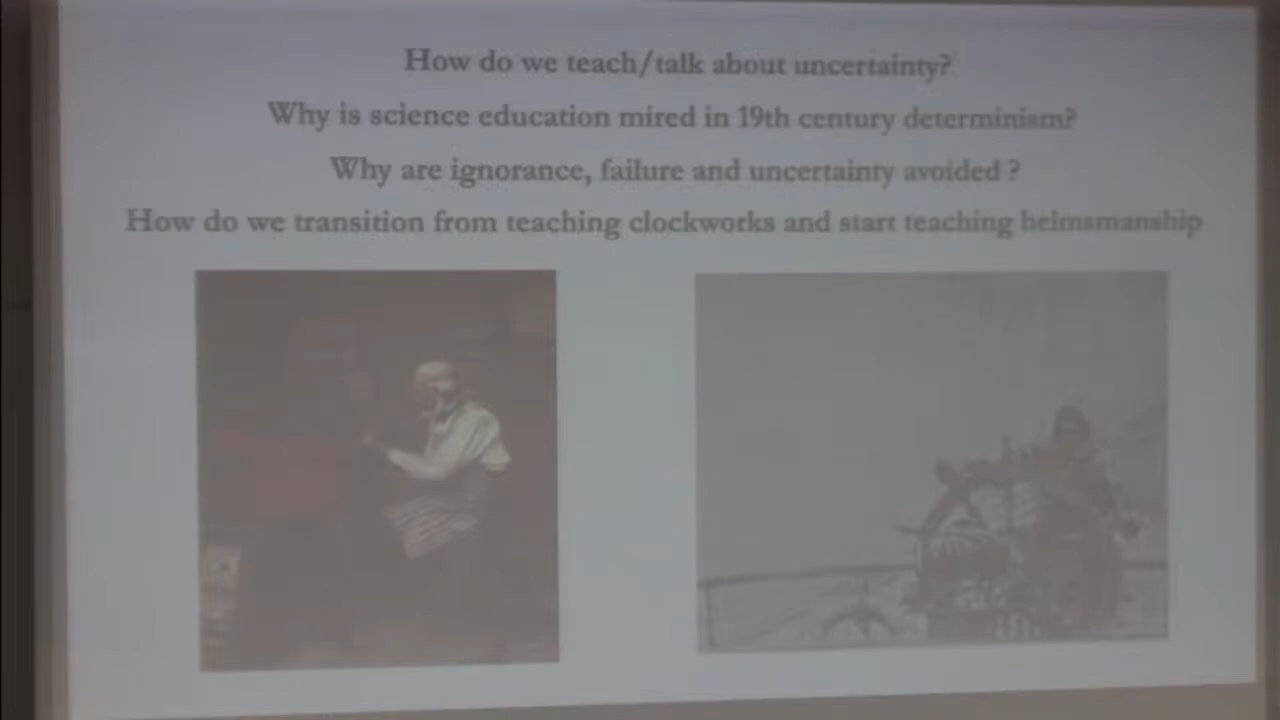 How do we teach/talk about uncertainty?
Why is science education mired in 19th century determinism?
Why are ignorance, failure and uncertainty avoided ?
How do we transition from teaching clockworks and start teaching helmsmanship